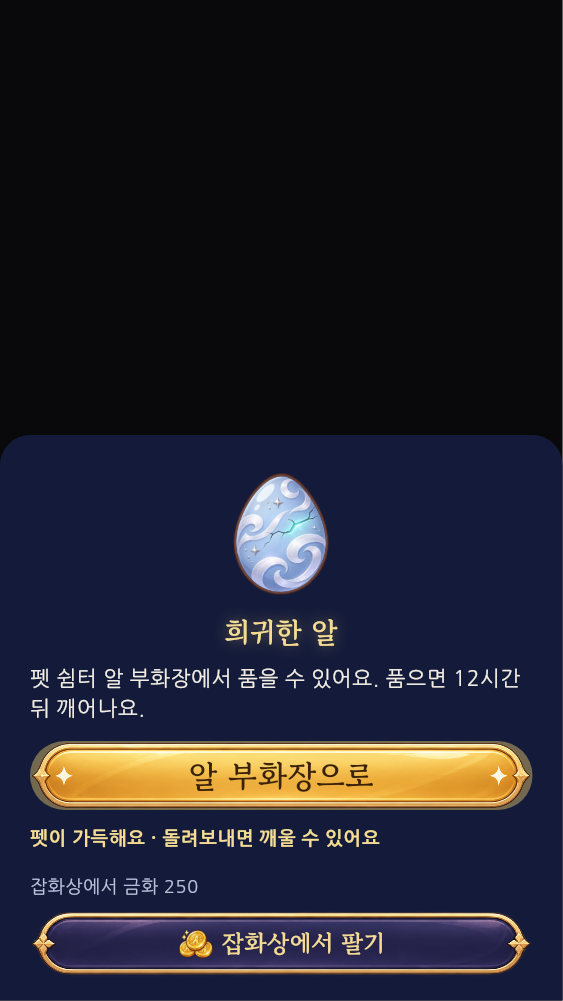 희귀한 알
펫 쉼터 알 부화장에서 품을 수 있어요. 품으면 12시간
뒤 깨어나요.
알 부화장으로
펫이 가득해요 · 돌려보내면 깨울 수 있어요
잡화상에서 금화 250
잡화상에서 팔기